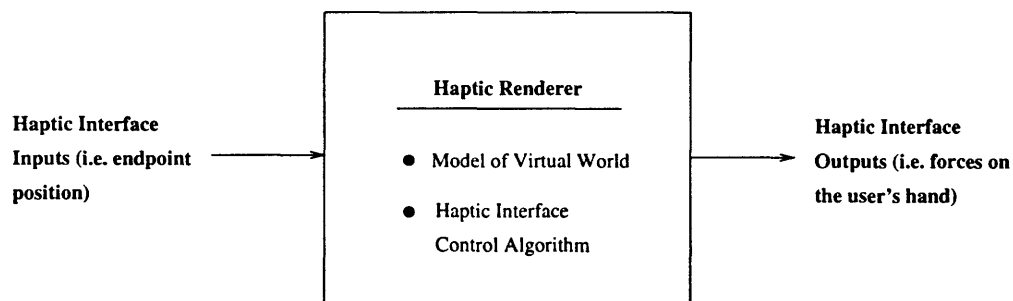 Haptic Interface
Inputs (i.e. endpoint
position)
Haptic Renderer
● Model of Virtual World
● Haptic Interface
Control Algorithm
Haptic Interface
Outputs (i.e. forces on
the user's hand)